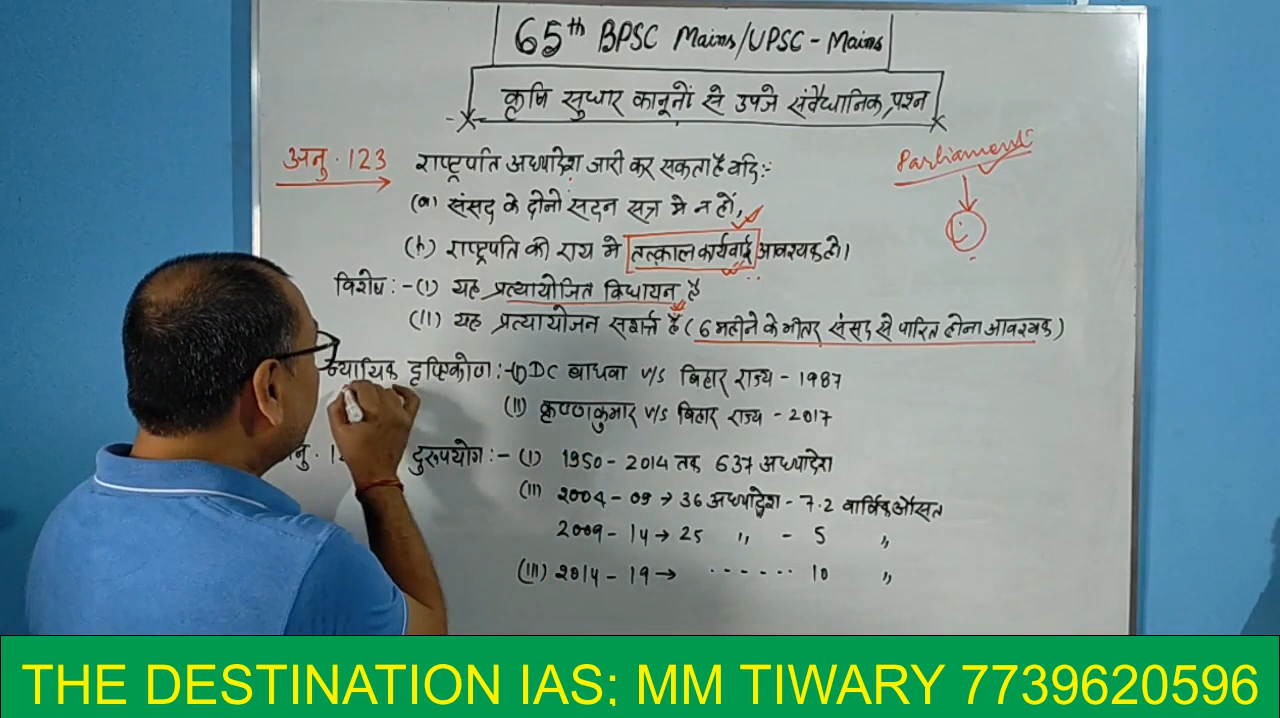 65th BPSC Mains/UPSC - Mains
कृषि सुधार कानूनों से उपजे संवैधानिक प्रश्न
अनु. 123 राष्ट्रपति अध्यादेश जारी कर सकता है यदि:-
Parliament
(a) संसद के दोनो सदन सत्र मे न हों,
(b) राष्ट्रपति की राय मे तत्काल कार्यवाई आवश्यक हो।
विशेष:- (I) यह प्रत्यायोजित विधायन है
(II) यह प्रत्यायोजन सशर्त है (6 महीने के भीतर संसद से पारित होना आवश्यक)
न्यायिक दृष्टिकोण:- (I) DC वाधवा v/s बिहार राज्य - 1987
(II) कृष्णकुमार v/s बिहार राज्य - 2017
दुरुपयोग:- (I) 1950 - 2014 तक 637 अध्यादेश
(II) 2004 - 09 → 36 अध्यादेश - 7.2 वार्षिक औसत
2009 - 14 → 25 " - 5 "
(III) 2014 - 19 → ...... 10 "
THE DESTINATION IAS; MM TIWARY 7739620596